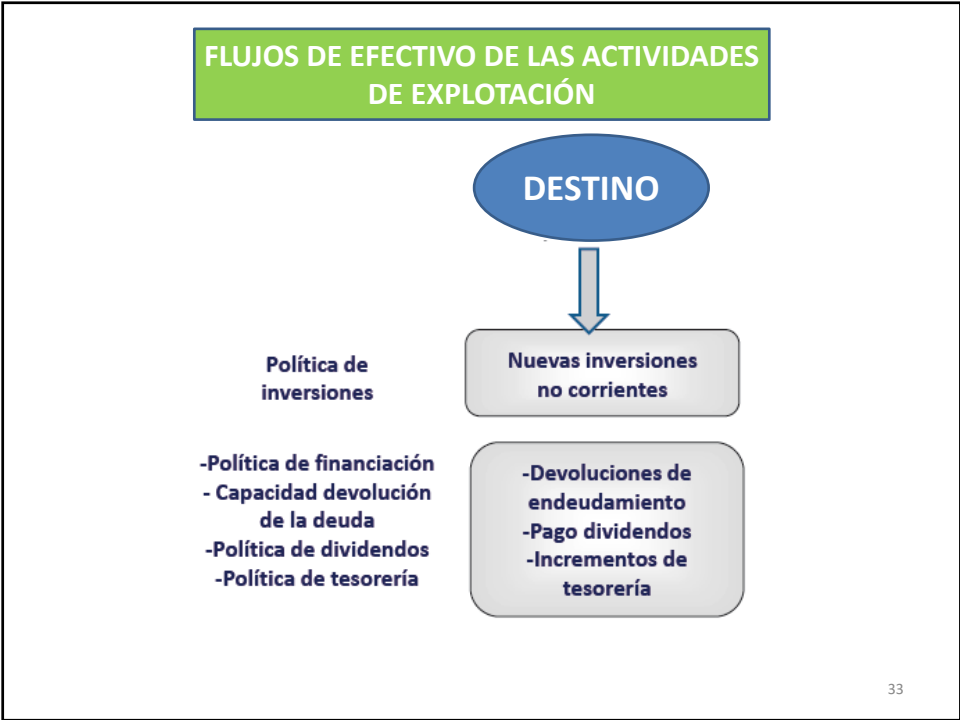 FLUJOS DE EFECTIVO DE LAS ACTIVIDADES
DE EXPLOTACIÓN
DESTINO
Política de
inversiones
Nuevas inversiones
no corrientes
-Política de financiación
- Capacidad devolución
de la deuda
-Política de dividendos
-Política de tesorería
-Devoluciones de
endeudamiento
-Pago dividendos
-Incrementos de
tesorería
33